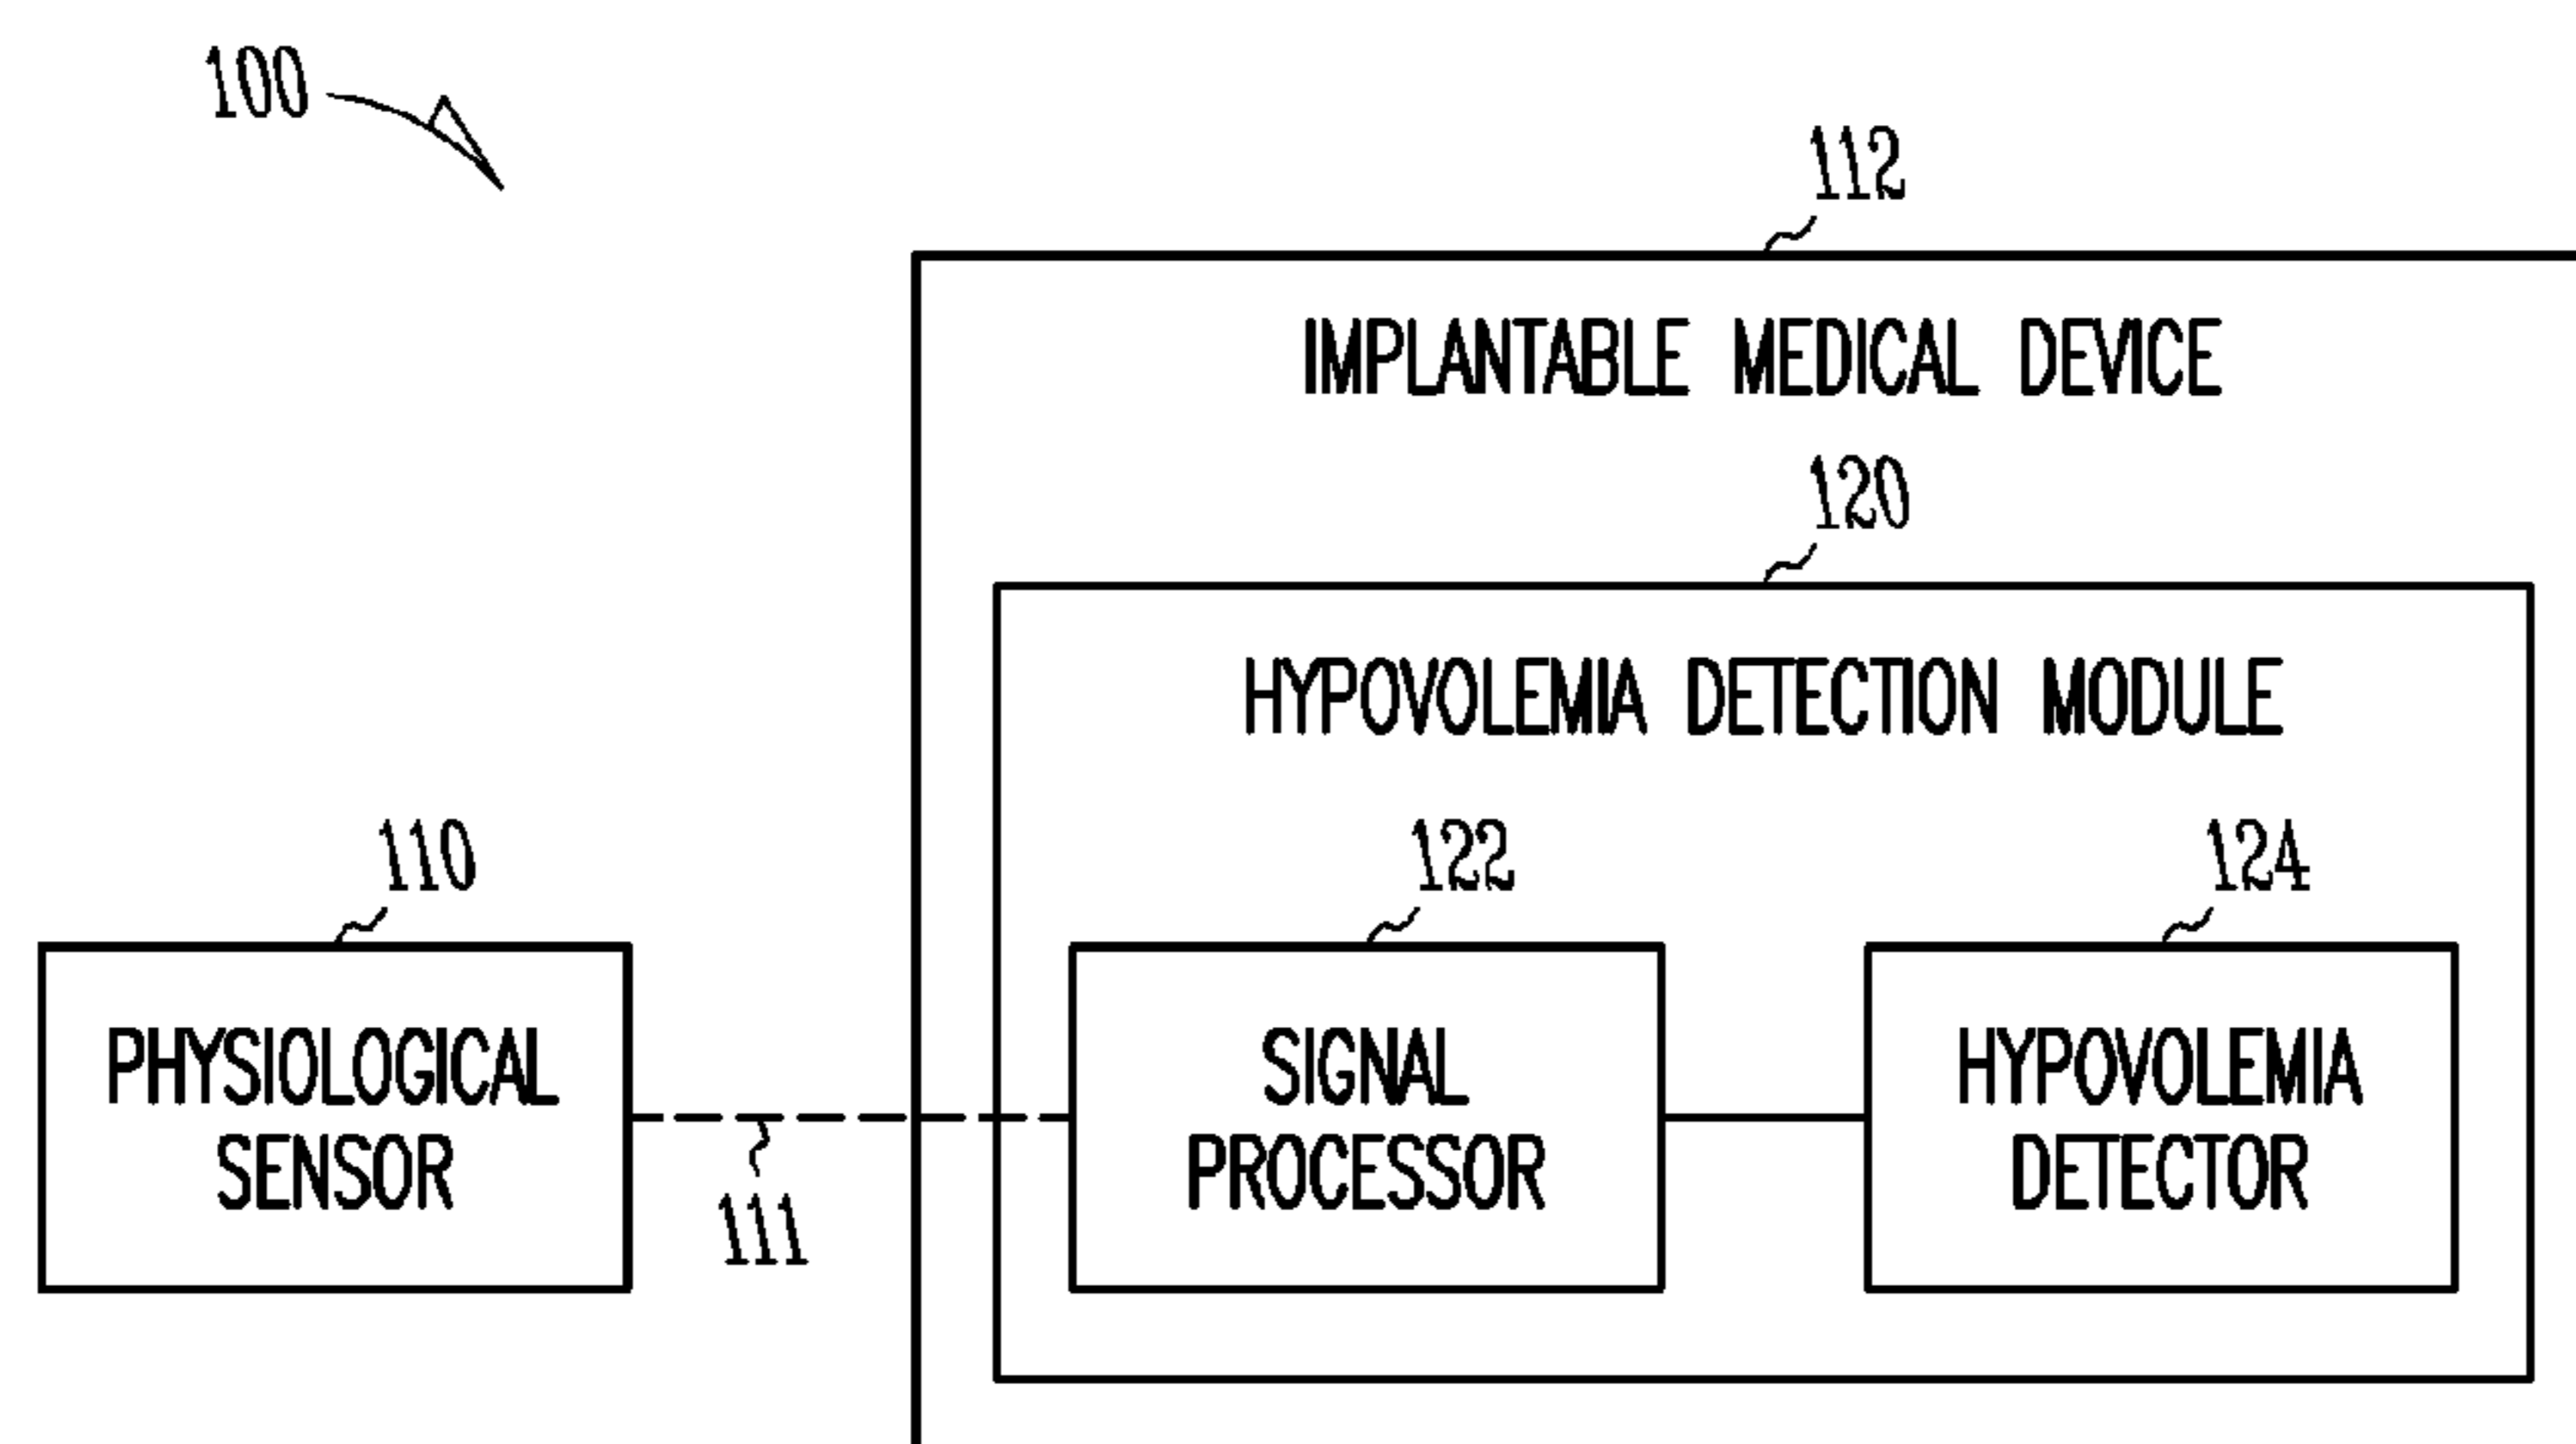 100
112
IMPLANTABLE MEDICAL DEVICE
120
HYPOVOLEMIA DETECTION MODULE
110
122
124
PHYSIOLOGICAL
SENSOR
111
SIGNAL
PROCESSOR
HYPOVOLEMIA
DETECTOR